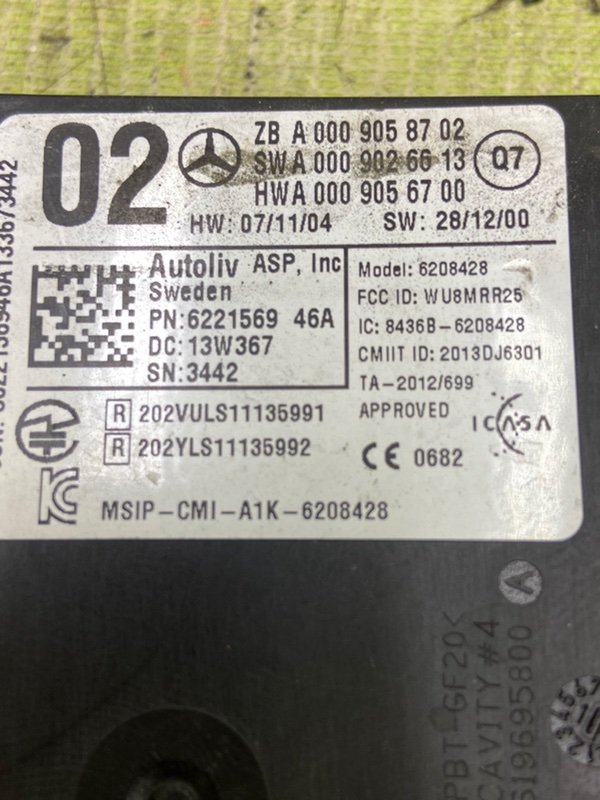 02
ZB A 000 905 87 02
SWA 000 902 66 13
HWA 000 905 67 00
Q7
HW: 07/11/04 SW: 28/12/00
Autoliv ASP, Inc
Sweden
PN:6221569 46A
DC:13W367
SN:3442
Model: 6208428
FCC ID: WU8MRR25
IC: 8436B-6208428
CMIIT ID: 2013DJ6301
TA-2012/699
APPROVED
ICASA
R 202VULS11135991
R 202YLS11135992
CE 0682
MSIP-CMI-A1K-6208428
A
PBT-GF20<
CAVITY#4